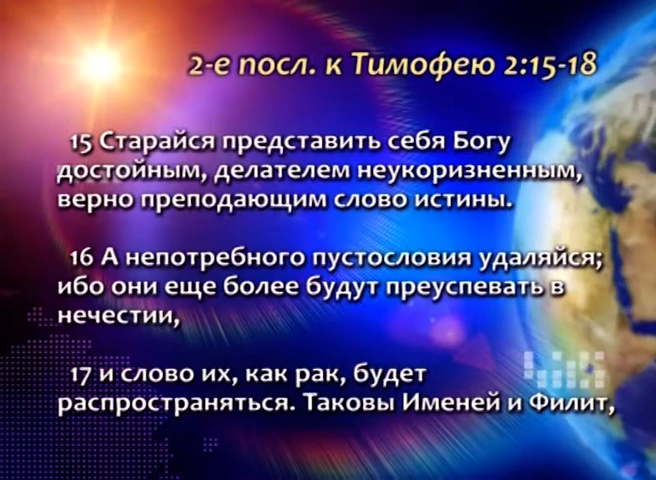 2-е посл. к Тимофею 2:15-18
15 Старайся представить себя Богу
достойным, делателем неукоризненным,
верно преподающим слово истины.
16 А непотребного пустословия удаляйся;
ибо они еще более будут преуспевать в
нечестии,
17 и слово их, как рак, будет
распространяться. Таковы Именей и Филит,